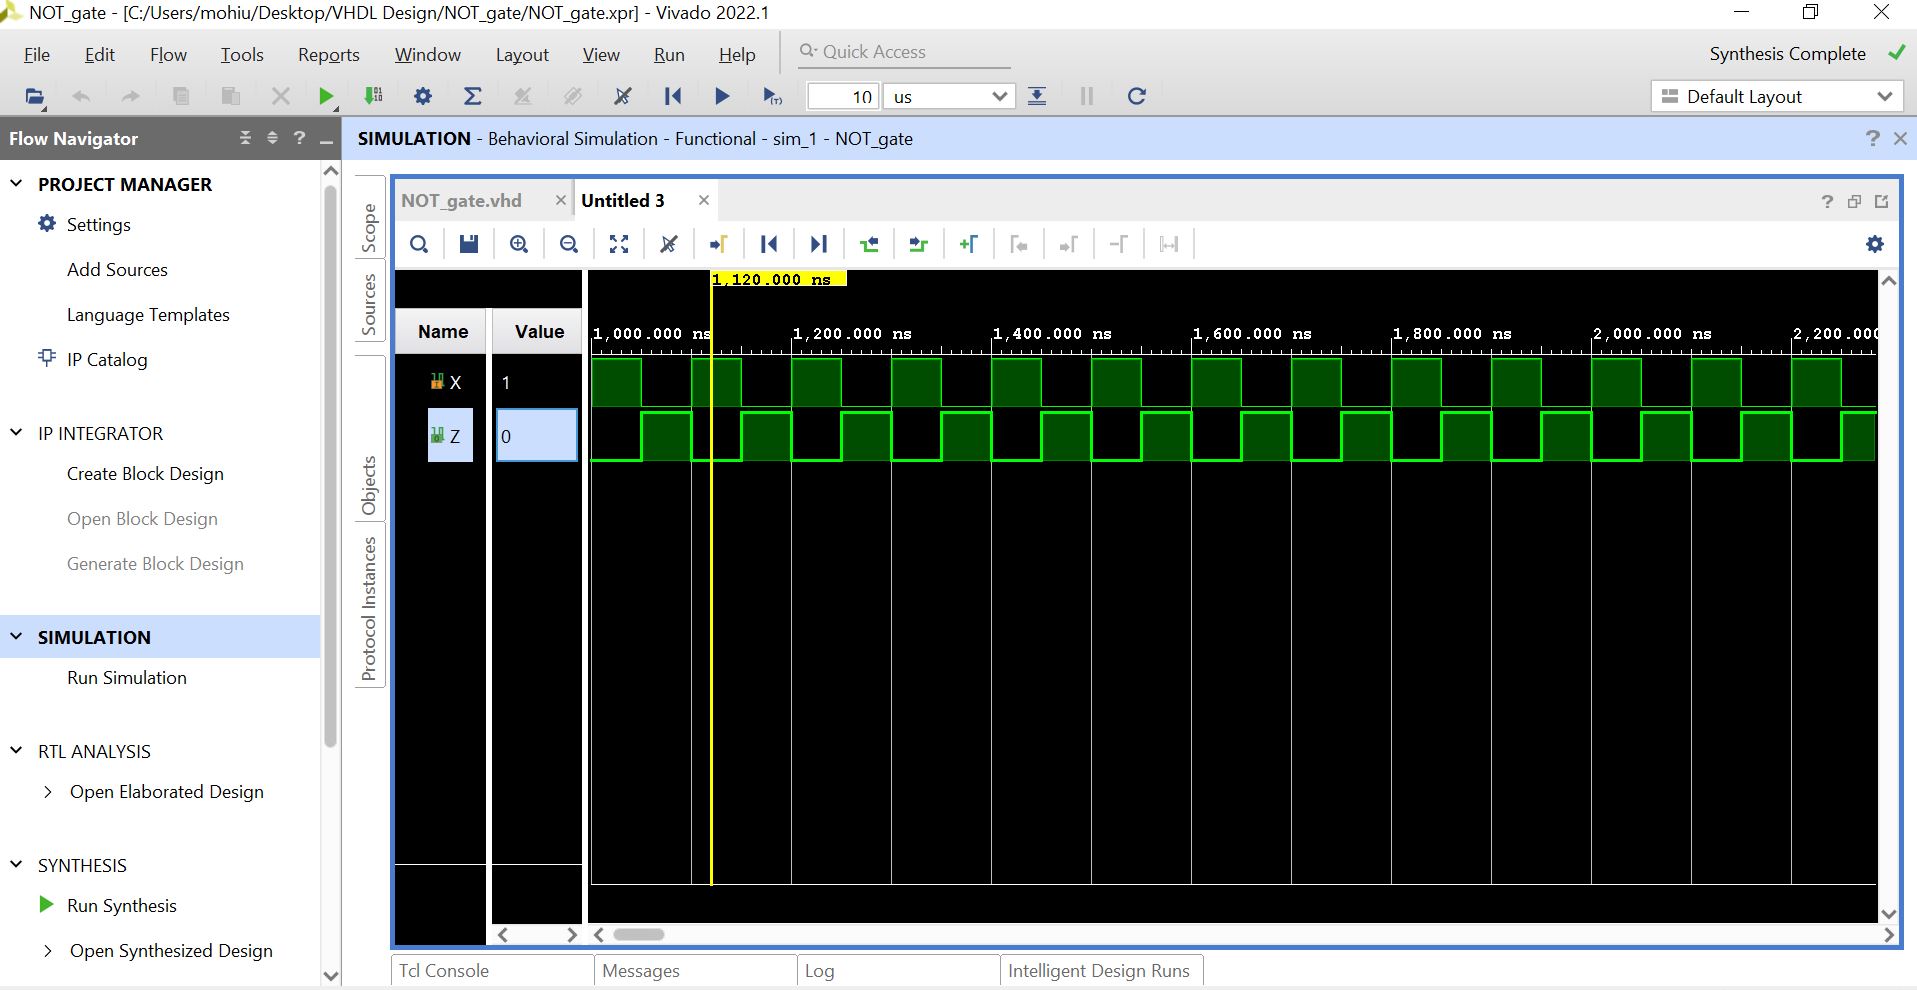 NOT_gate - [C:/Users/mohiu/Desktop/VHDL Design/NOT_gate/NOT_gate.xpr] - Vivado 2022.1
File Edit Flow Tools Reports Window Layout View Run Help Quick Access Synthesis Complete
10 us Default Layout
Flow Navigator ?
SIMULATION - Behavioral Simulation - Functional - sim_1 - NOT_gate ?
PROJECT MANAGER
Settings
Add Sources
Language Templates
IP Catalog
IP INTEGRATOR
Create Block Design
Open Block Design
Generate Block Design
SIMULATION
Run Simulation
RTL ANALYSIS
Open Elaborated Design
SYNTHESIS
Run Synthesis
Open Synthesized Design
Scope
Sources
Objects
Protocol Instances
NOT_gate.vhd Untitled 3 ?
1,120.000 ns
Name Value 1,000.000 ns 1,200.000 ns 1,400.000 ns 1,600.000 ns 1,800.000 ns 2,000.000 ns 2,200.000
X 1
Z 0
Tcl Console Messages Log Intelligent Design Runs